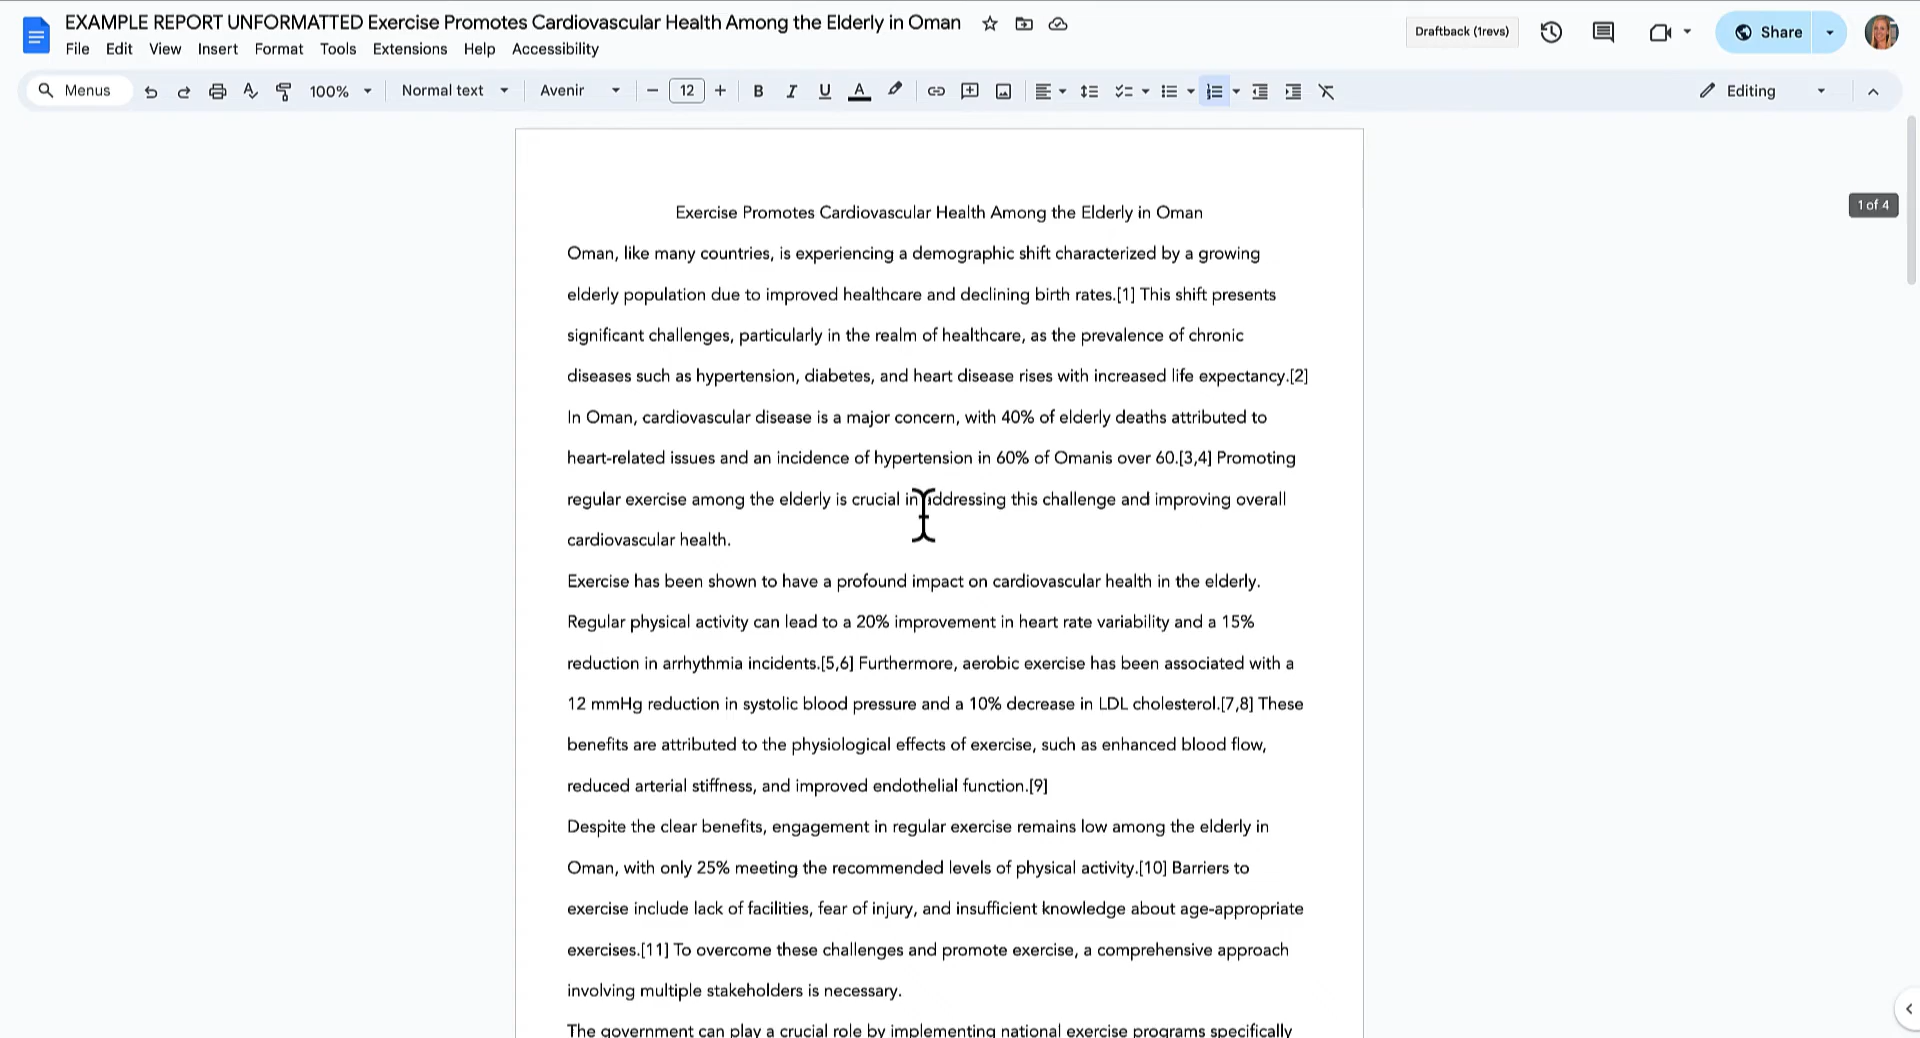 EXAMPLE REPORT UNFORMATTED Exercise Promotes Cardiovascular Health Among the Elderly in Oman
Draftback (1revs)
Share
File Edit View Insert Format Tools Extensions Help Accessibility
Menus 100% Normal text Avenir 12 B I U A Editing
1 of 4
Exercise Promotes Cardiovascular Health Among the Elderly in Oman
Oman, like many countries, is experiencing a demographic shift characterized by a growing
elderly population due to improved healthcare and declining birth rates.[1] This shift presents
significant challenges, particularly in the realm of healthcare, as the prevalence of chronic
diseases such as hypertension, diabetes, and heart disease rises with increased life expectancy.[2]
In Oman, cardiovascular disease is a major concern, with 40% of elderly deaths attributed to
heart-related issues and an incidence of hypertension in 60% of Omanis over 60.[3,4] Promoting
regular exercise among the elderly is crucial in addressing this challenge and improving overall
cardiovascular health.
Exercise has been shown to have a profound impact on cardiovascular health in the elderly.
Regular physical activity can lead to a 20% improvement in heart rate variability and a 15%
reduction in arrhythmia incidents.[5,6] Furthermore, aerobic exercise has been associated with a
12 mmHg reduction in systolic blood pressure and a 10% decrease in LDL cholesterol.[7,8] These
benefits are attributed to the physiological effects of exercise, such as enhanced blood flow,
reduced arterial stiffness, and improved endothelial function.[9]
Despite the clear benefits, engagement in regular exercise remains low among the elderly in
Oman, with only 25% meeting the recommended levels of physical activity.[10] Barriers to
exercise include lack of facilities, fear of injury, and insufficient knowledge about age-appropriate
exercises.[11] To overcome these challenges and promote exercise, a comprehensive approach
involving multiple stakeholders is necessary.
The government can play a crucial role by implementing national exercise programs specifically